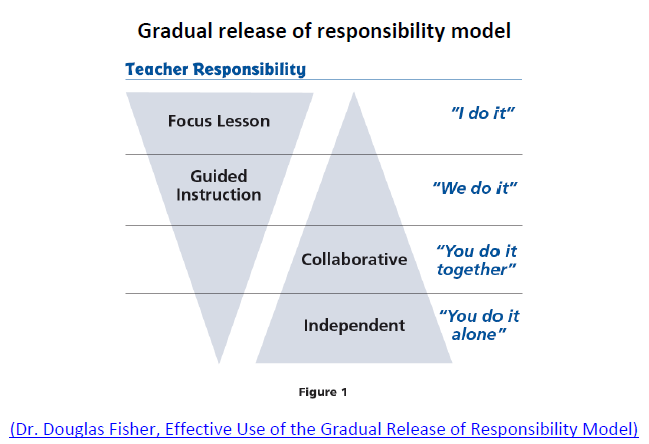 Gradual release of responsibility model
Teacher Responsibility
Focus Lesson
"I do it"
Guided
Instruction
"We do it"
Collaborative
"You do it
together"
Independent
"You do it
alone"
Figure 1
(Dr. Douglas Fisher, Effective Use of the Gradual Release of Responsibility Model)